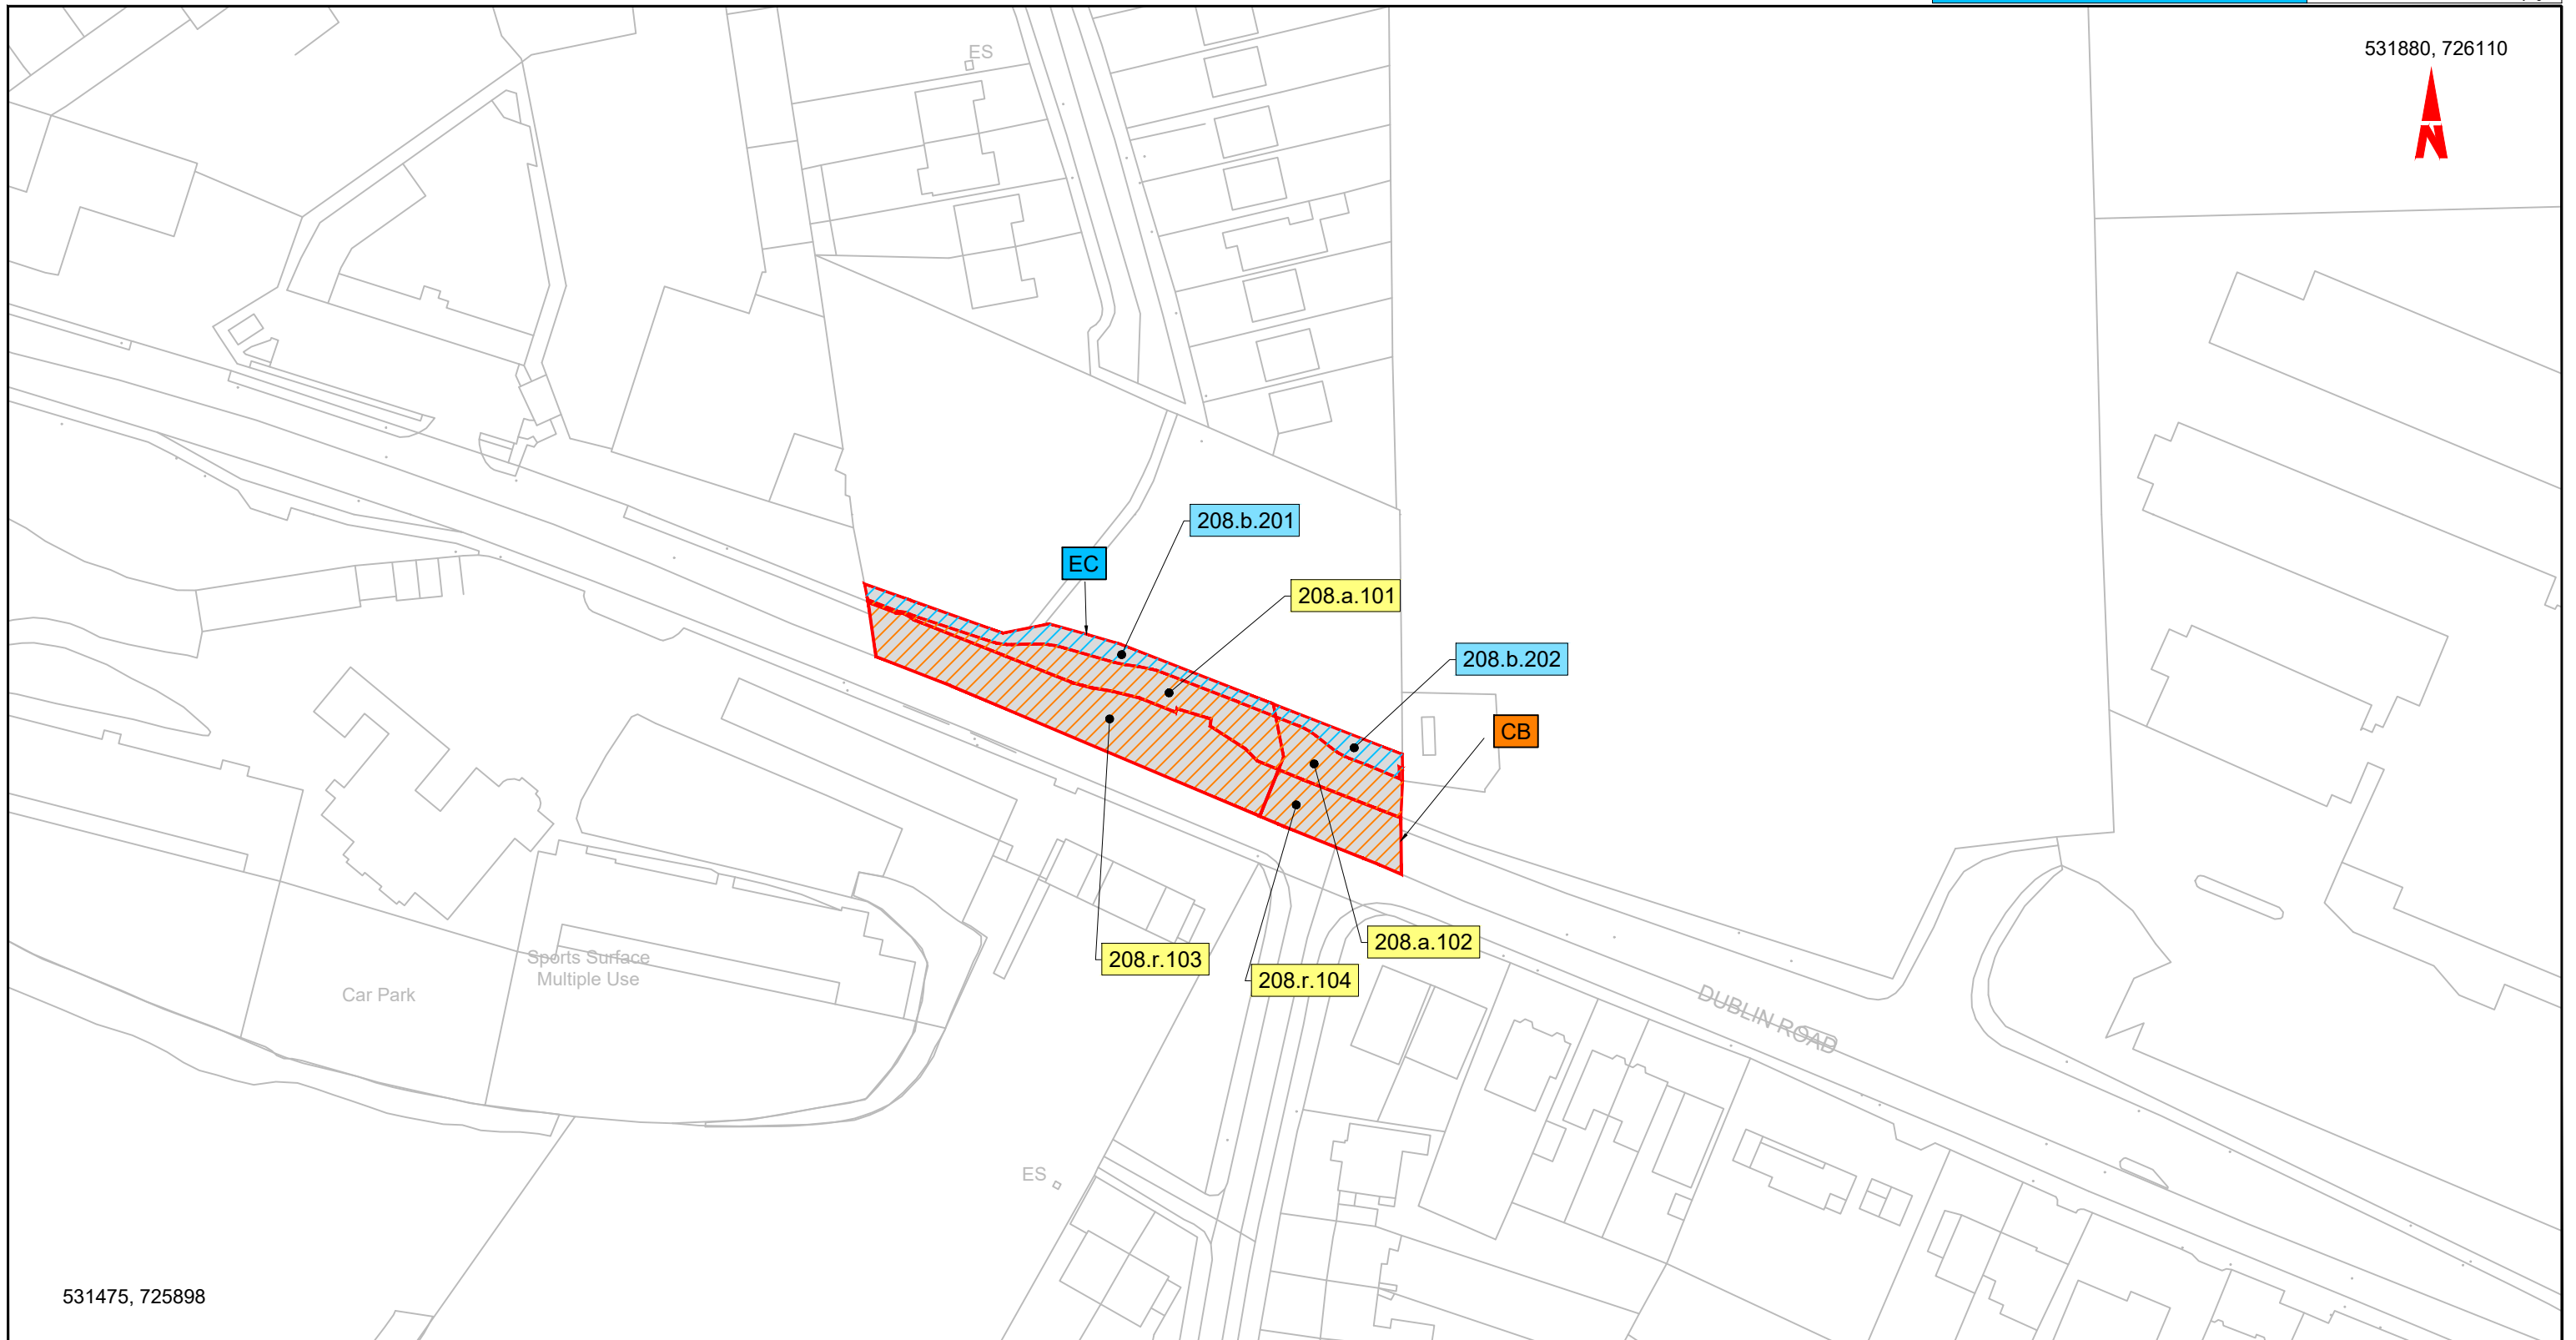 531880, 726110
N
ES
208.b.201
EC
208.a.101
208.b.202
CB
208.a.102
208.r.103
208.r.104
Sports Surface
Multiple Use
Car Park
DUBLIN ROAD
ES
531475, 725898